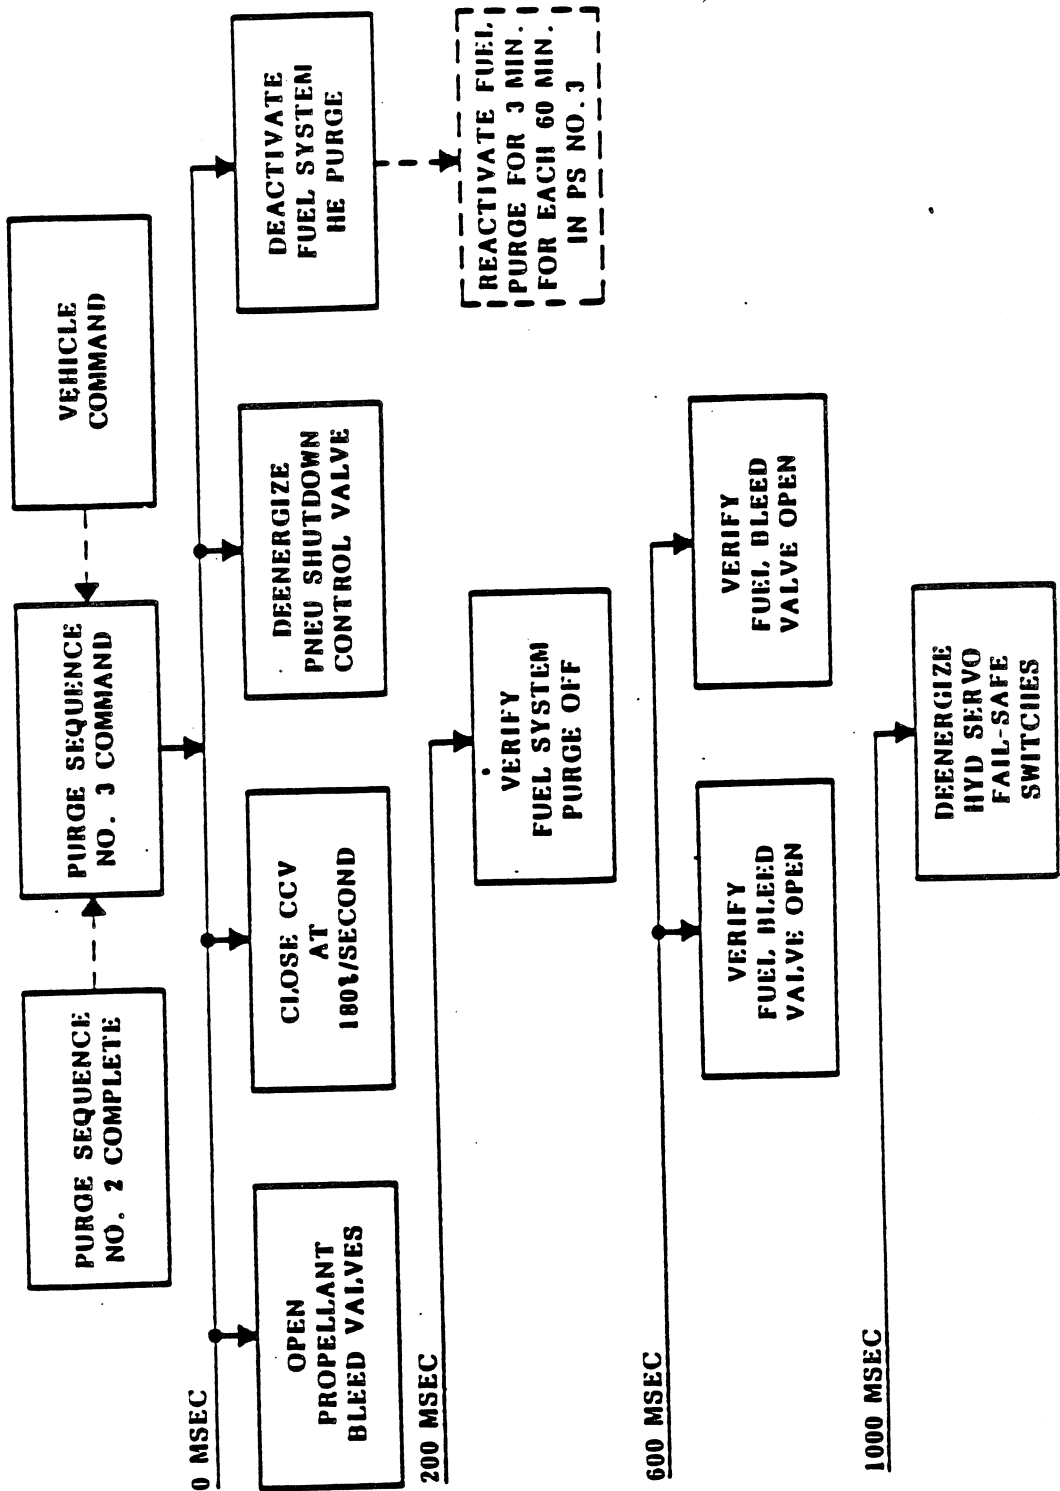 PURGE SEQUENCE
NO. 2 COMPLETE
PURGE SEQUENCE
NO. 3 COMMAND
VEHICLE
COMMAND
0 MSEC
OPEN
PROPELLANT
BLEED VALVES
CLOSE CCV
AT
180%/SECOND
DEENERGIZE
PNEU SHUTDOWN
CONTROL VALVE
DEACTIVATE
FUEL SYSTEM
HE PURGE
REACTIVATE FUEL
PURGE FOR 3 MIN.
FOR EACH 60 MIN.
IN PS NO. 3
200 MSEC
VERIFY
FUEL SYSTEM
PURGE OFF
600 MSEC
VERIFY
FUEL BLEED
VALVE OPEN
VERIFY
FUEL BLEED
VALVE OPEN
1000 MSEC
DEENERGIZE
HYD SERVO
FAIL-SAFE
SWITCHES